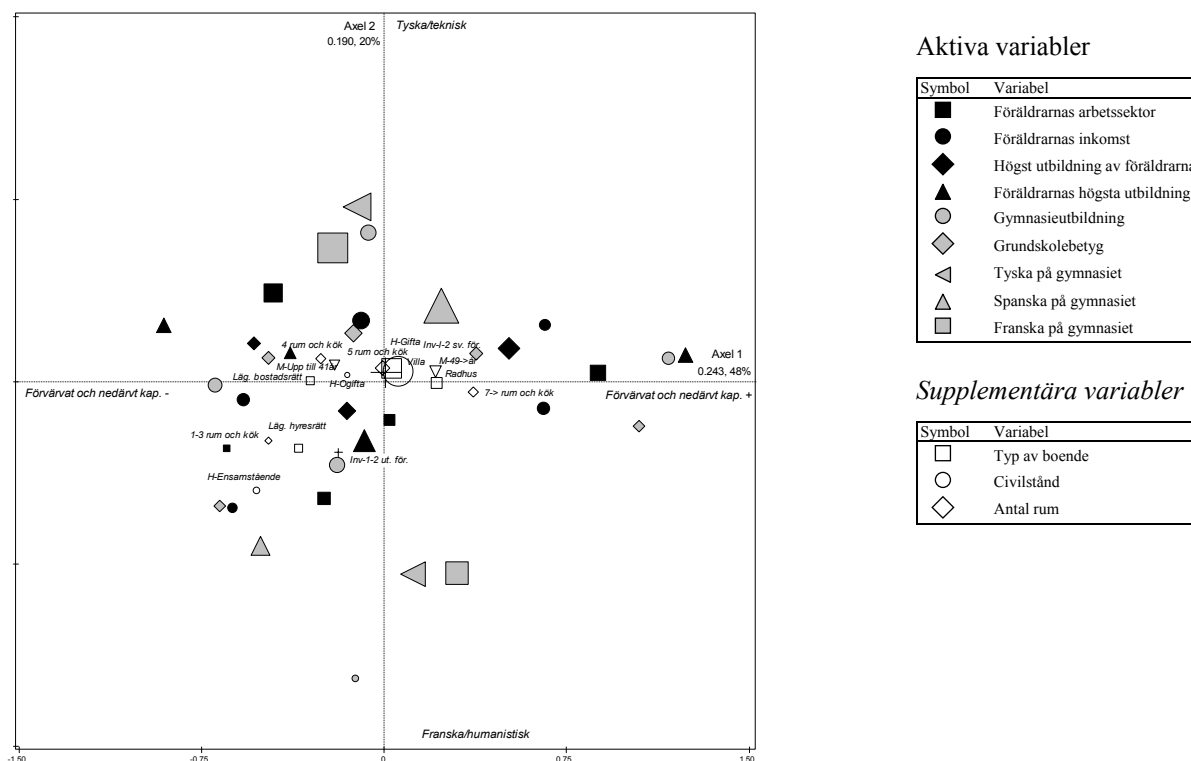 Axel 2
0.190, 20%
Tyska/teknisk
H-Gifta
Inv-I-2 sv. för.
4 rum och kök
5 rum och kök
M-Upp till 41år
Villa
M-49->år
Axel 1
0.243, 48%
Läg. bostadsrätt
H-Ogifta
Radhus
Förvärvat och nedärvt kap. -
7-> rum och kök
Förvärvat och nedärvt kap. +
Läg. hyresrätt
1-3 rum och kök
Inv-1-2 ut. för.
H-Ensamstående
Franska/humanistisk
-1.50
-0.75
0
0.75
1.50
Aktiva variabler
Symbol Variabel
Föräldrarnas arbetssektor
Föräldrarnas inkomst
Högst utbildning av föräldrarna
Föräldrarnas högsta utbildning
Gymnasieutbildning
Grundskolebetyg
Tyska på gymnasiet
Spanska på gymnasiet
Franska på gymnasiet
Supplementära variabler
Symbol Variabel
Typ av boende
Civilstånd
Antal rum